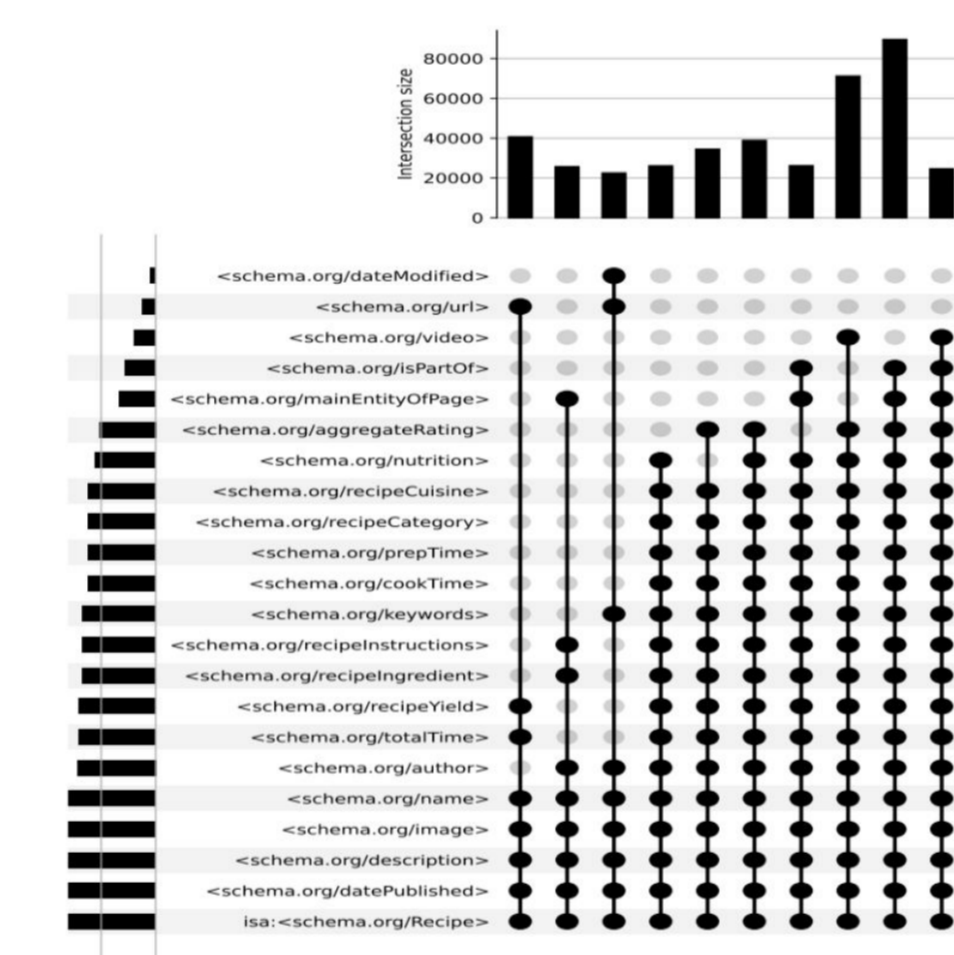 Intersection size
80000
60000
40000
20000
0
<schema.org/dateModified>
<schema.org/url>
<schema.org/video>
<schema.org/isPartOf>
<schema.org/mainEntityOfPage>
<schema.org/aggregateRating>
<schema.org/nutrition>
<schema.org/recipeCuisine>
<schema.org/recipeCategory>
<schema.org/prepTime>
<schema.org/cookTime>
<schema.org/keywords>
<schema.org/recipeInstructions>
<schema.org/recipeIngredient>
<schema.org/recipeYield>
<schema.org/totalTime>
<schema.org/author>
<schema.org/name>
<schema.org/image>
<schema.org/description>
<schema.org/datePublished>
isa:<schema.org/Recipe>